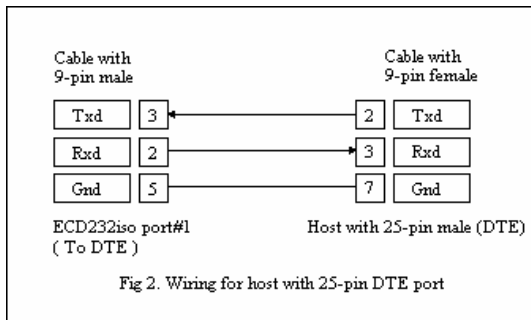 Cable with
9-pin male
Cable with
9-pin female
Txd 3 2 Txd
Rxd 2 3 Rxd
Gnd 5 7 Gnd
ECD232iso port#1
( To DTE )
Host with 25-pin male (DTE)
Fig 2. Wiring for host with 25-pin DTE port